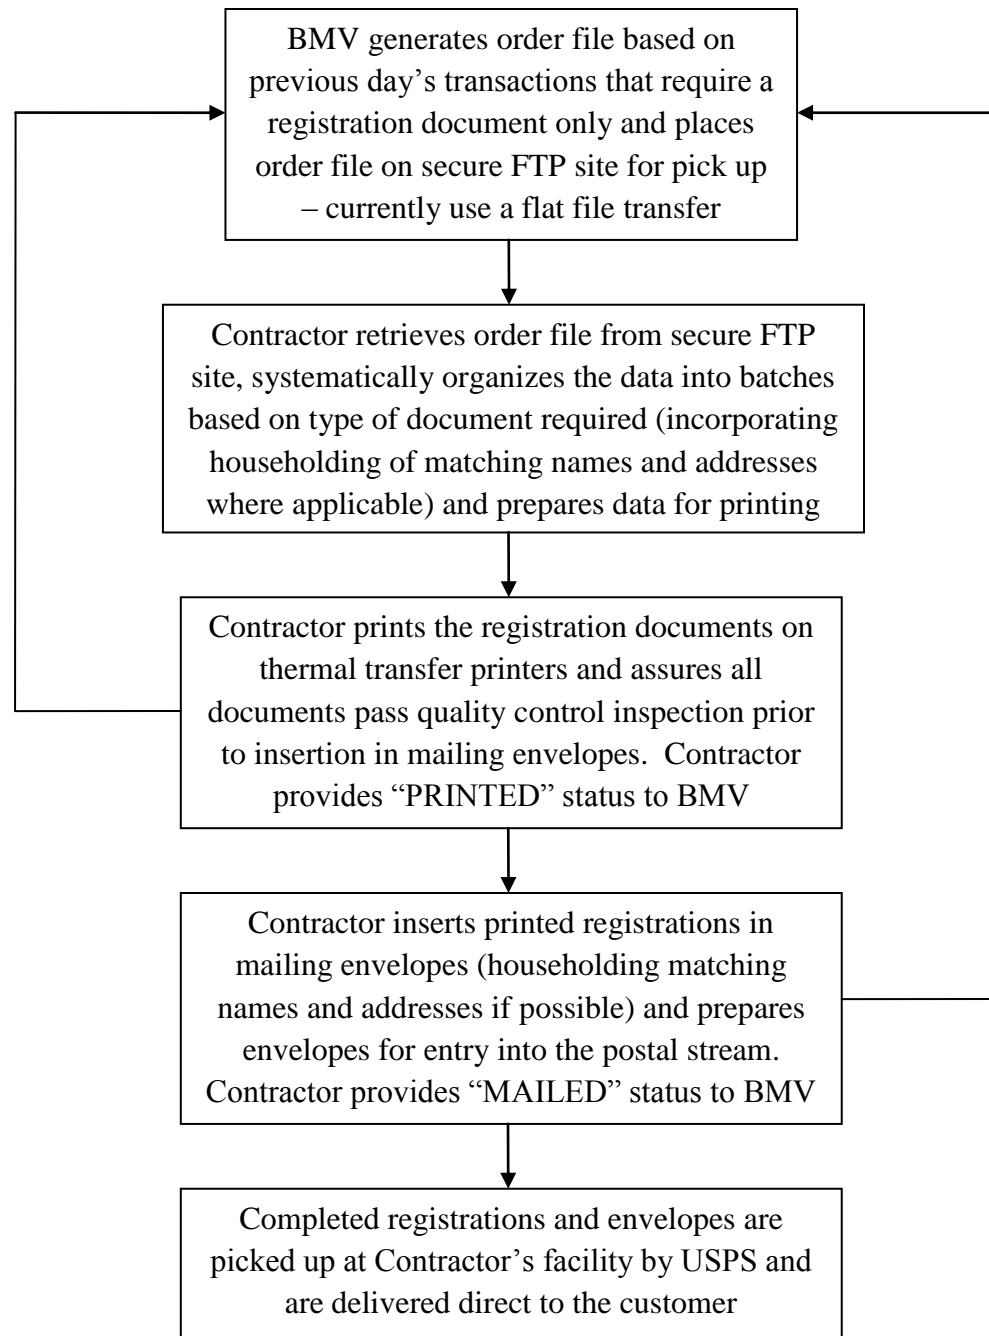 BMV generates order file based on
previous day’s transactions that require a
registration document only and places
order file on secure FTP site for pick up
– currently use a flat file transfer
Contractor retrieves order file from secure FTP
site, systematically organizes the data into batches
based on type of document required (incorporating
householding of matching names and addresses
where applicable) and prepares data for printing
Contractor prints the registration documents on
thermal transfer printers and assures all
documents pass quality control inspection prior
to insertion in mailing envelopes.  Contractor
provides “PRINTED” status to BMV
Contractor inserts printed registrations in
mailing envelopes (householding matching
names and addresses if possible) and prepares
envelopes for entry into the postal stream.
Contractor provides “MAILED” status to BMV
Completed registrations and envelopes are
picked up at Contractor’s facility by USPS and
are delivered direct to the customer